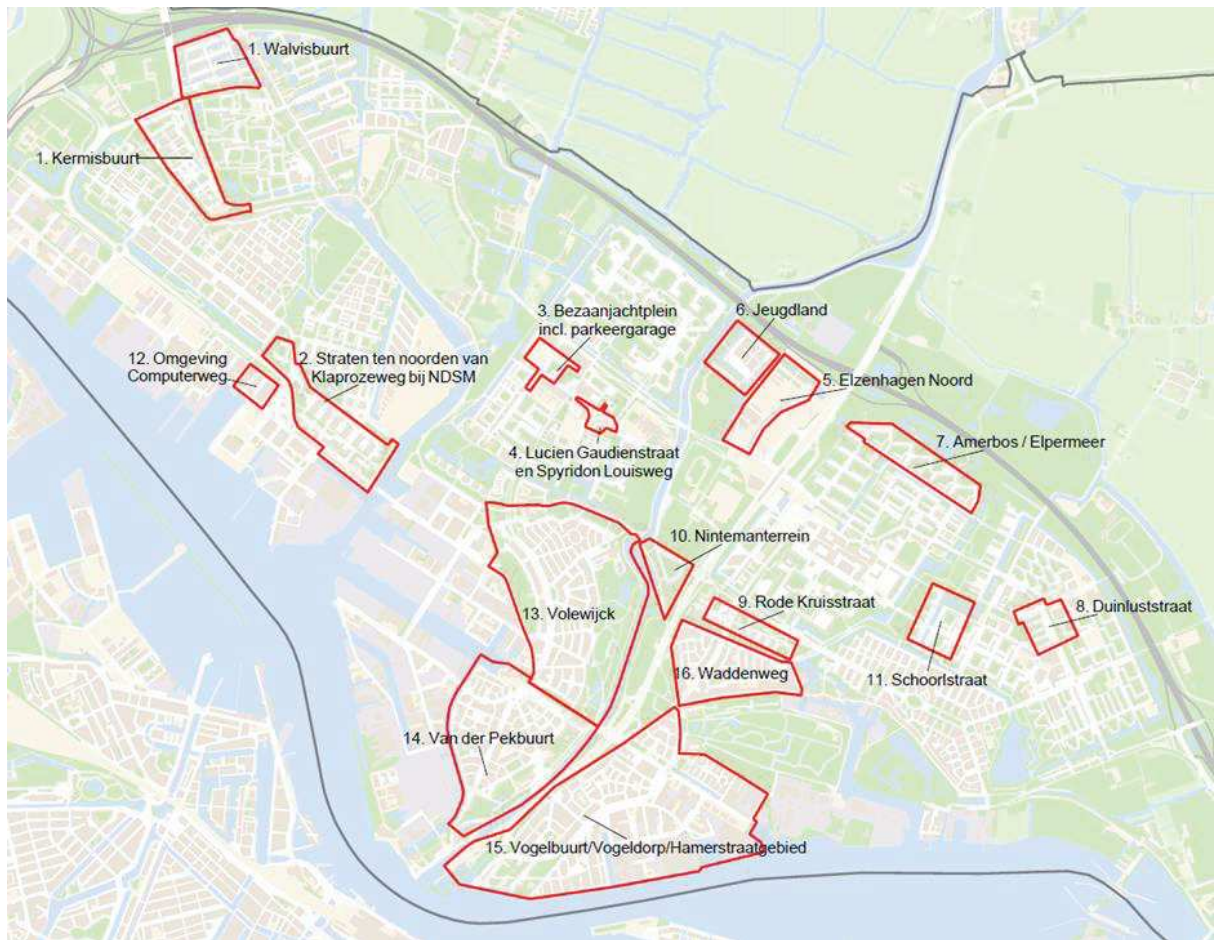 1. Walvisbuurt
1. Kermisbuurt
3. Bezaanjachtplein
incl. parkeergarage
6. Jeugdland
12. Omgeving
Computerweg
2. Straten ten noorden van
Klaprozeweg bij NDSM
5. Elzenhagen Noord
4. Lucien Gaudienstraat
en Spyridon Louisweg
7. Amerbos / Elpermeer
10. Nintemanterrein
13. Volewijck
9. Rode Kruisstraat
8. Duinluststraat
16. Waddenweg
11. Schoorlstraat
14. Van der Pekbuurt
15. Vogelbuurt/Vogeldorp/Hamerstraatgebied